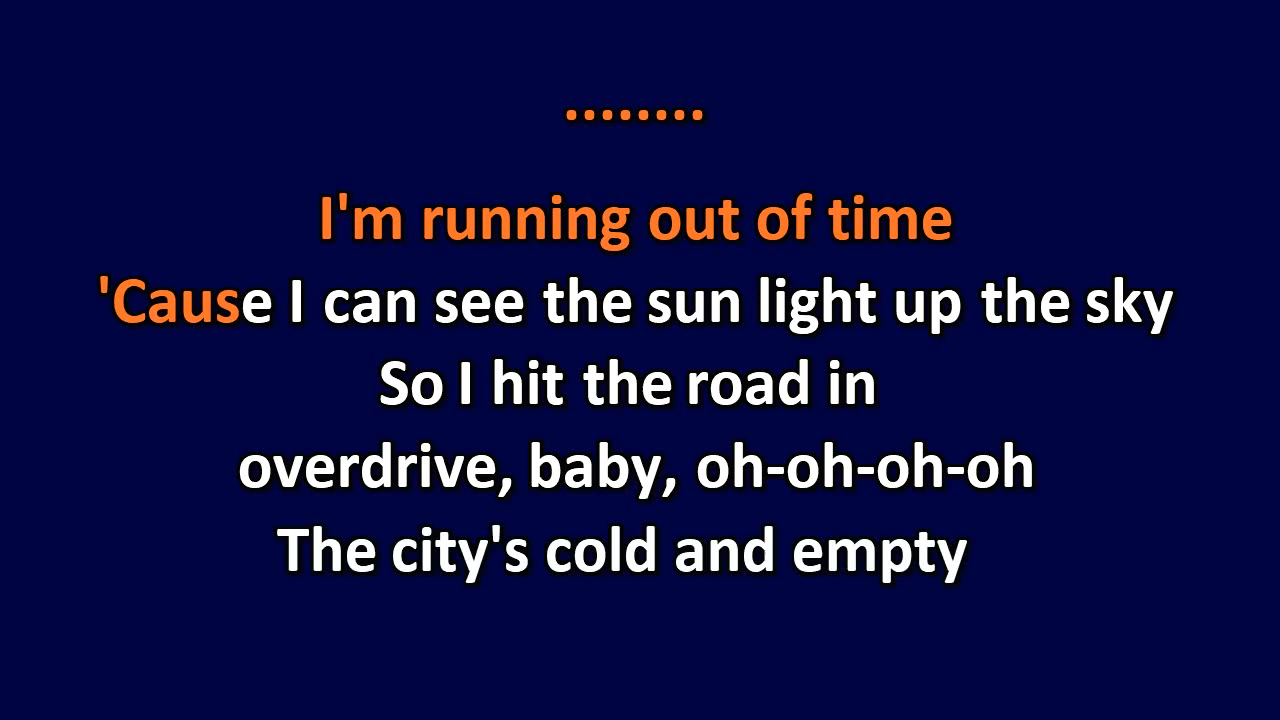 ........
I'm running out of time
'Cause I can see the sun light up the sky
So I hit the road in
overdrive, baby, oh-oh-oh-oh
The city's cold and empty